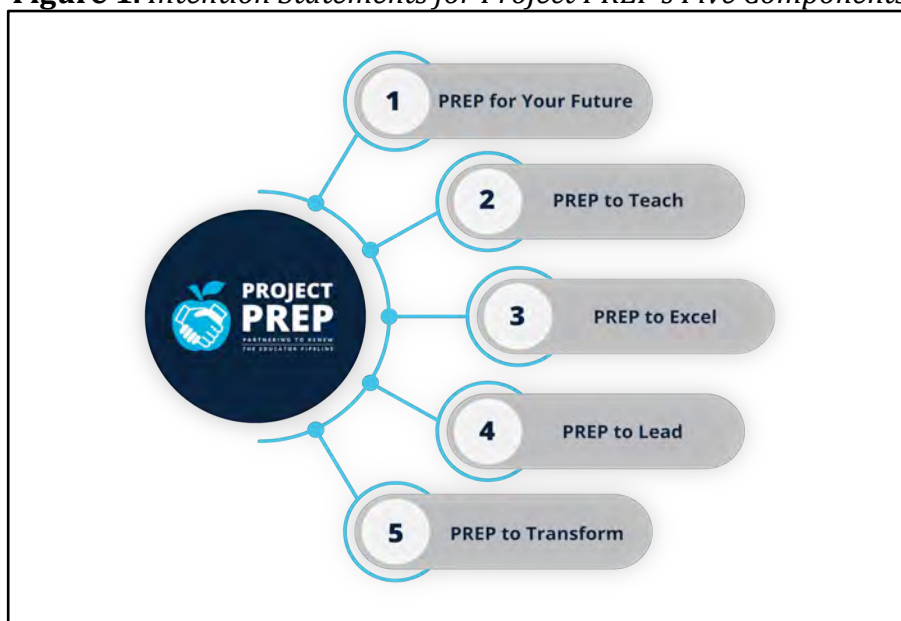 Figure 1. Intention Statements for Project PREP's Five Components
1 PREP for Your Future
2 PREP to Teach
3 PREP to Excel
4 PREP to Lead
5 PREP to Transform
PROJECT
PREP
PARTNERING TO RENEW
THE EDUCATOR PIPELINE